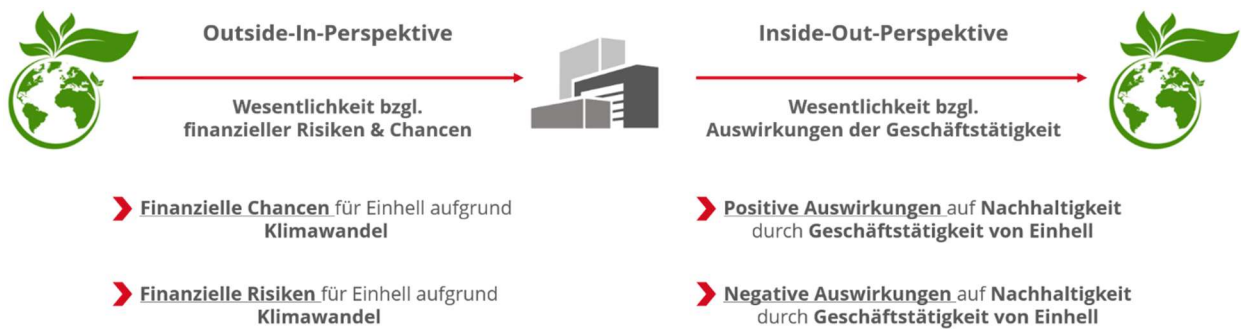 Outside-In-Perspektive
Wesentlichkeit bzgl.
finanzieller Risiken & Chancen
Finanzielle Chancen für Einhell aufgrund
Klimawandel
Finanzielle Risiken für Einhell aufgrund
Klimawandel
Inside-Out-Perspektive
Wesentlichkeit bzgl.
Auswirkungen der Geschäftstätigkeit
Positive Auswirkungen auf Nachhaltigkeit
durch Geschäftstätigkeit von Einhell
Negative Auswirkungen auf Nachhaltigkeit
durch Geschäftstätigkeit von Einhell